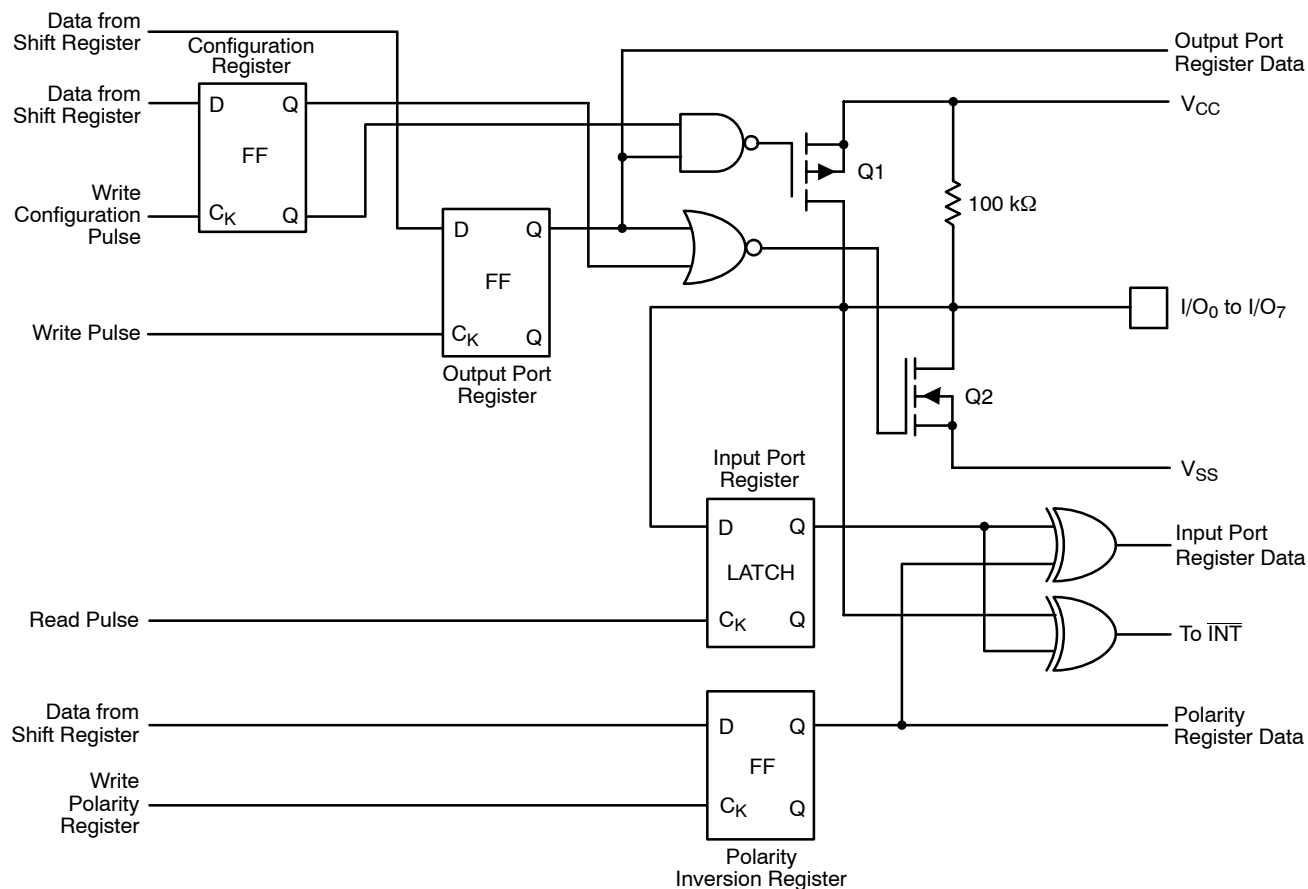 Data from
Shift Register
Configuration
Register
Output Port
Register Data
Data from
Shift Register
D
Q
FF
VCC
Q1
Write
Configuration
Pulse
CK
Q
100 kΩ
D
Q
FF
I/O0 to I/O7
Write Pulse
CK
Q
Output Port
Register
Q2
Input Port
Register
VSS
D
Q
LATCH
Input Port
Register Data
Read Pulse
CK
Q
To INT
Data from
Shift Register
D
Q
FF
Polarity
Register Data
Write
Polarity
Register
CK
Q
Polarity
Inversion Register